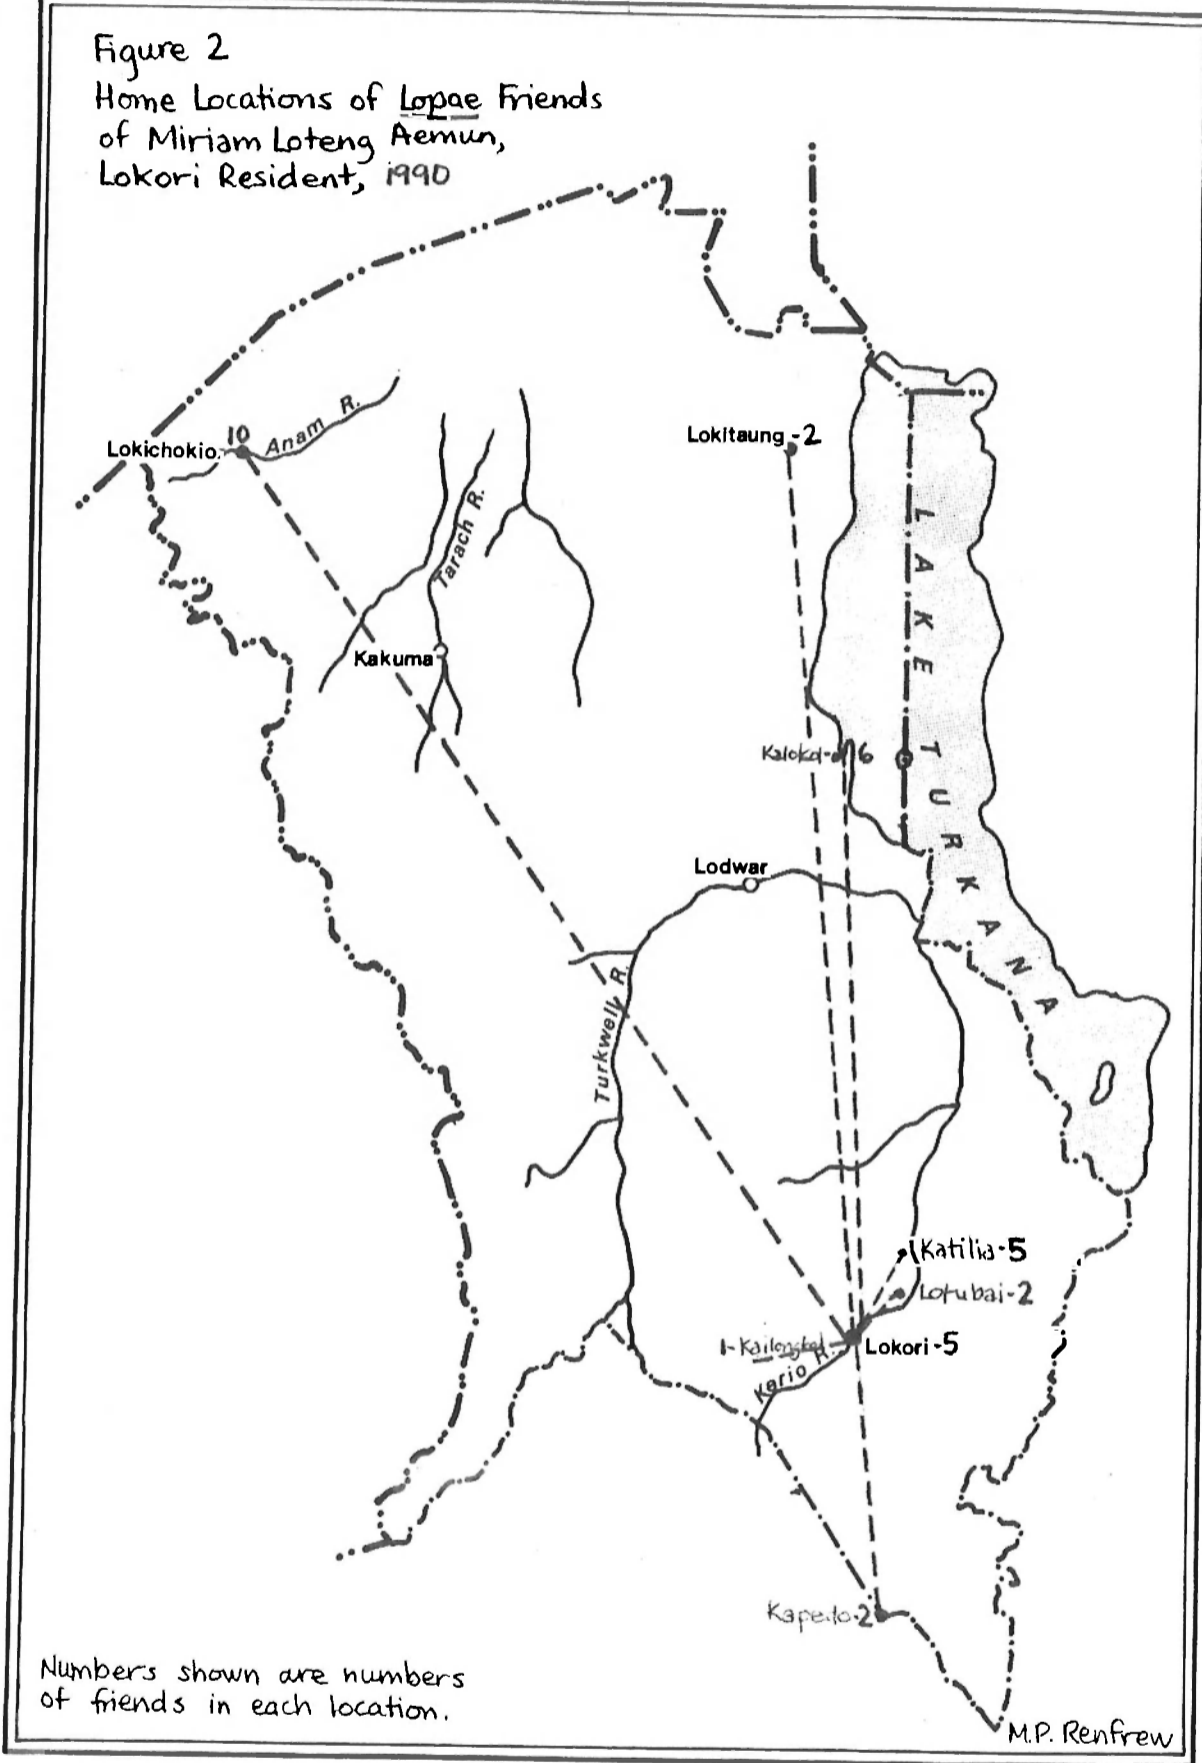 Figure 2
Home Locations of Lopae Friends
of Miriam Loteng Aemun,
Lokori Resident, 1990
Lokichokio
10
Anam R.
Lokitaung-2
Tarach R.
Kakuma
LAKE TURKANA
Kalokol-6
Lodwar
Turkwell R.
Katilia-5
Lotubai-2
1-
Lokori-5
Kerio R.
Kapedo-2
Numbers shown are numbers
of friends in each location.
M.P. Renfrew